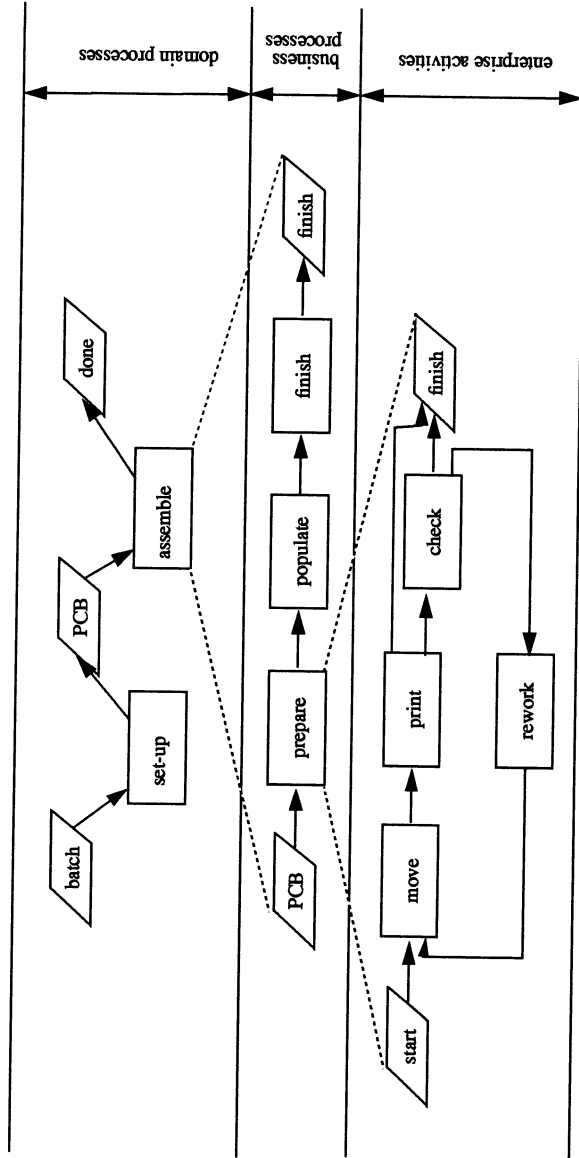 batch
set-up
PCB
assemble
done
domain processes
PCB
prepare
populate
finish
finish
business
processes
start
move
print
check
finish
rework
enterprise activities